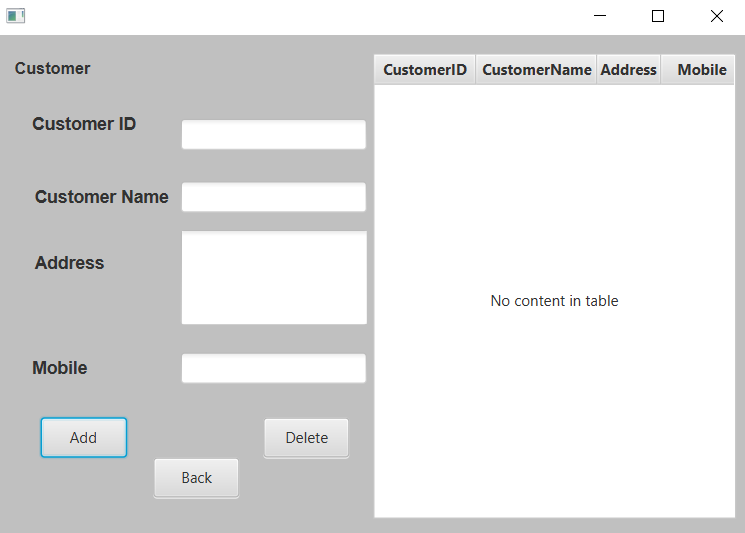 Customer
CustomerID CustomerName Address Mobile
Customer ID
Customer Name
Address
No content in table
Mobile
Add
Delete
Back